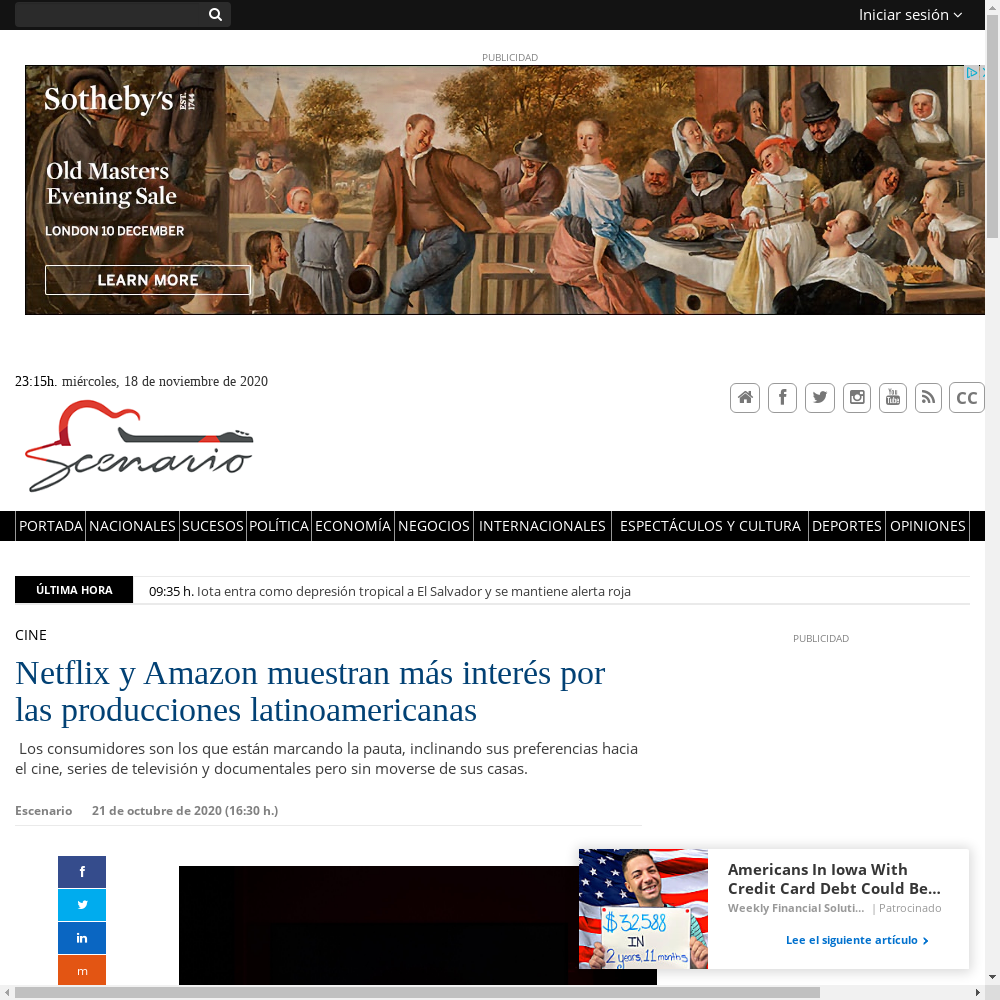 Iniciar sesión
PUBLICIDAD
Sotheby's EST. 1744
Old Masters
Evening Sale
LONDON 10 DECEMBER
LEARN MORE
23:15h. miércoles, 18 de noviembre de 2020
CC
Scenario
PORTADA NACIONALES SUCESOS POLÍTICA ECONOMÍA NEGOCIOS INTERNACIONALES ESPECTÁCULOS Y CULTURA DEPORTES OPINIONES
ÚLTIMA HORA
09:35 h. Iota entra como depresión tropical a El Salvador y se mantiene alerta roja
CINE
PUBLICIDAD
Netflix y Amazon muestran más interés por
las producciones latinoamericanas
Los consumidores son los que están marcando la pauta, inclinando sus preferencias hacia
el cine, series de televisión y documentales pero sin moverse de sus casas.
Escenario 21 de octubre de 2020 (16:30 h.)
Americans In Iowa With
Credit Card Debt Could Be...
Weekly Financial Soluti... | Patrocinado
Lee el siguiente artículo
$32,588
IN
2 years, 11 months
m